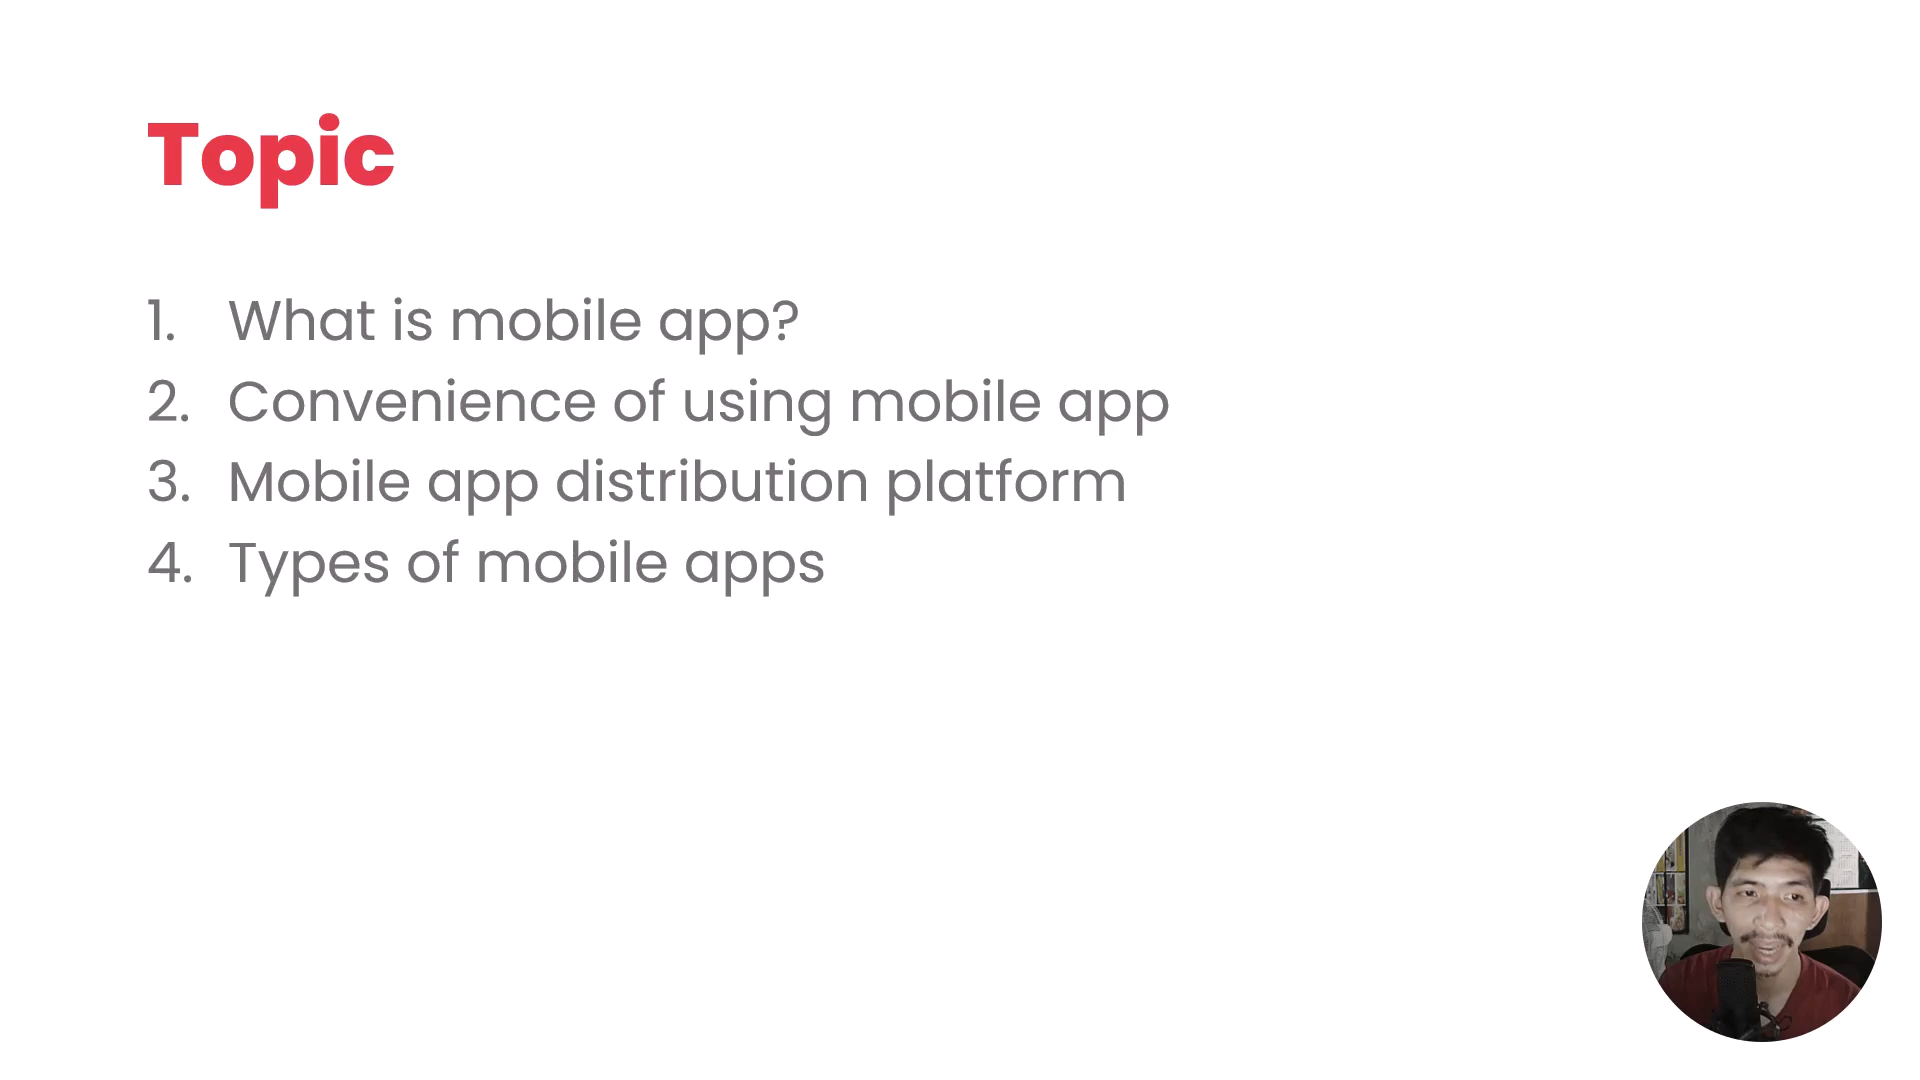 Topic
1. What is mobile app?
2. Convenience of using mobile app
3. Mobile app distribution platform
4. Types of mobile apps